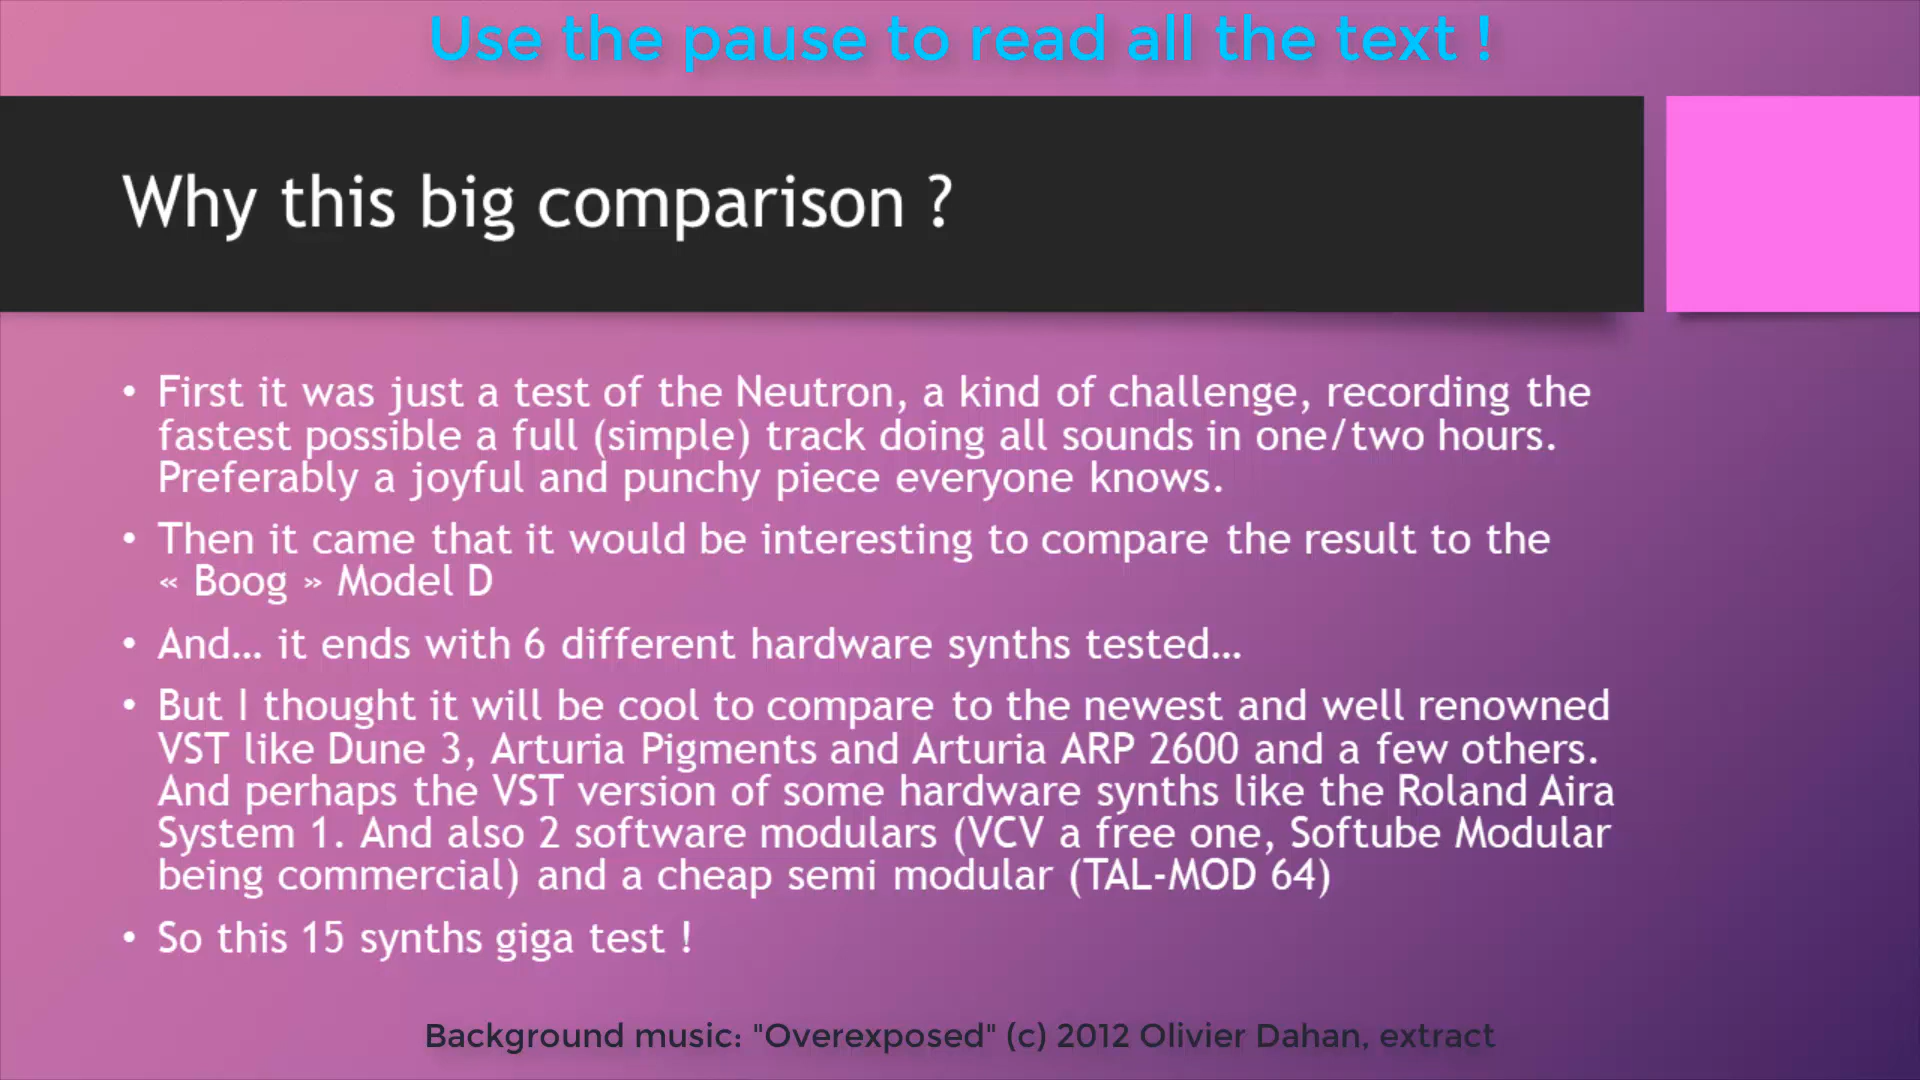 Use the pause to read all the text !
Why this big comparison ?
• First it was just a test of the Neutron, a kind of challenge, recording the
fastest possible a full (simple) track doing all sounds in one/two hours.
Preferably a joyful and punchy piece everyone knows.
• Then it came that it would be interesting to compare the result to the
« Boog » Model D
• And... it ends with 6 different hardware synths tested...
• But I thought it will be cool to compare to the newest and well renowned
VST like Dune 3, Arturia Pigments and Arturia ARP 2600 and a few others.
And perhaps the VST version of some hardware synths like the Roland Aira
System 1. And also 2 software modulars (VCV a free one, Softube Modular
being commercial) and a cheap semi modular (TAL-MOD 64)
• So this 15 synths giga test !
Background music: "Overexposed" (c) 2012 Olivier Dahan, extract